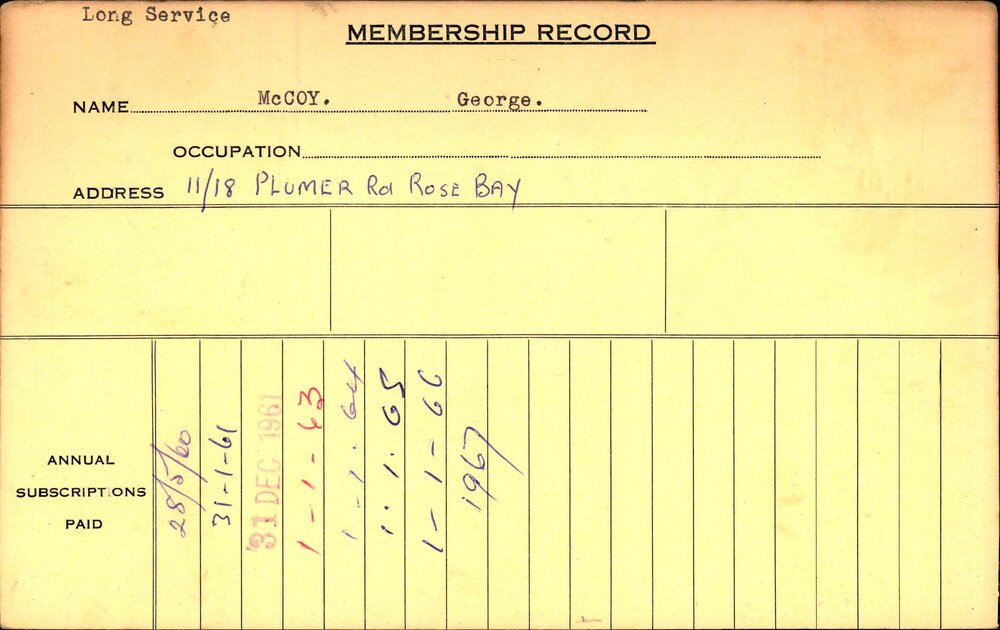 Long Service
MEMBERSHIP RECORD
NAME McCOY. George.
OCCUPATION
ADDRESS 11/18 PLUMER Rd ROSE BAY
ANNUAL
SUBSCRIPTIONS
PAID
28/5/60
31-1-61
31 DEC 1961
1-1-63
1-1-64
1.1.65
1-1-66
1967